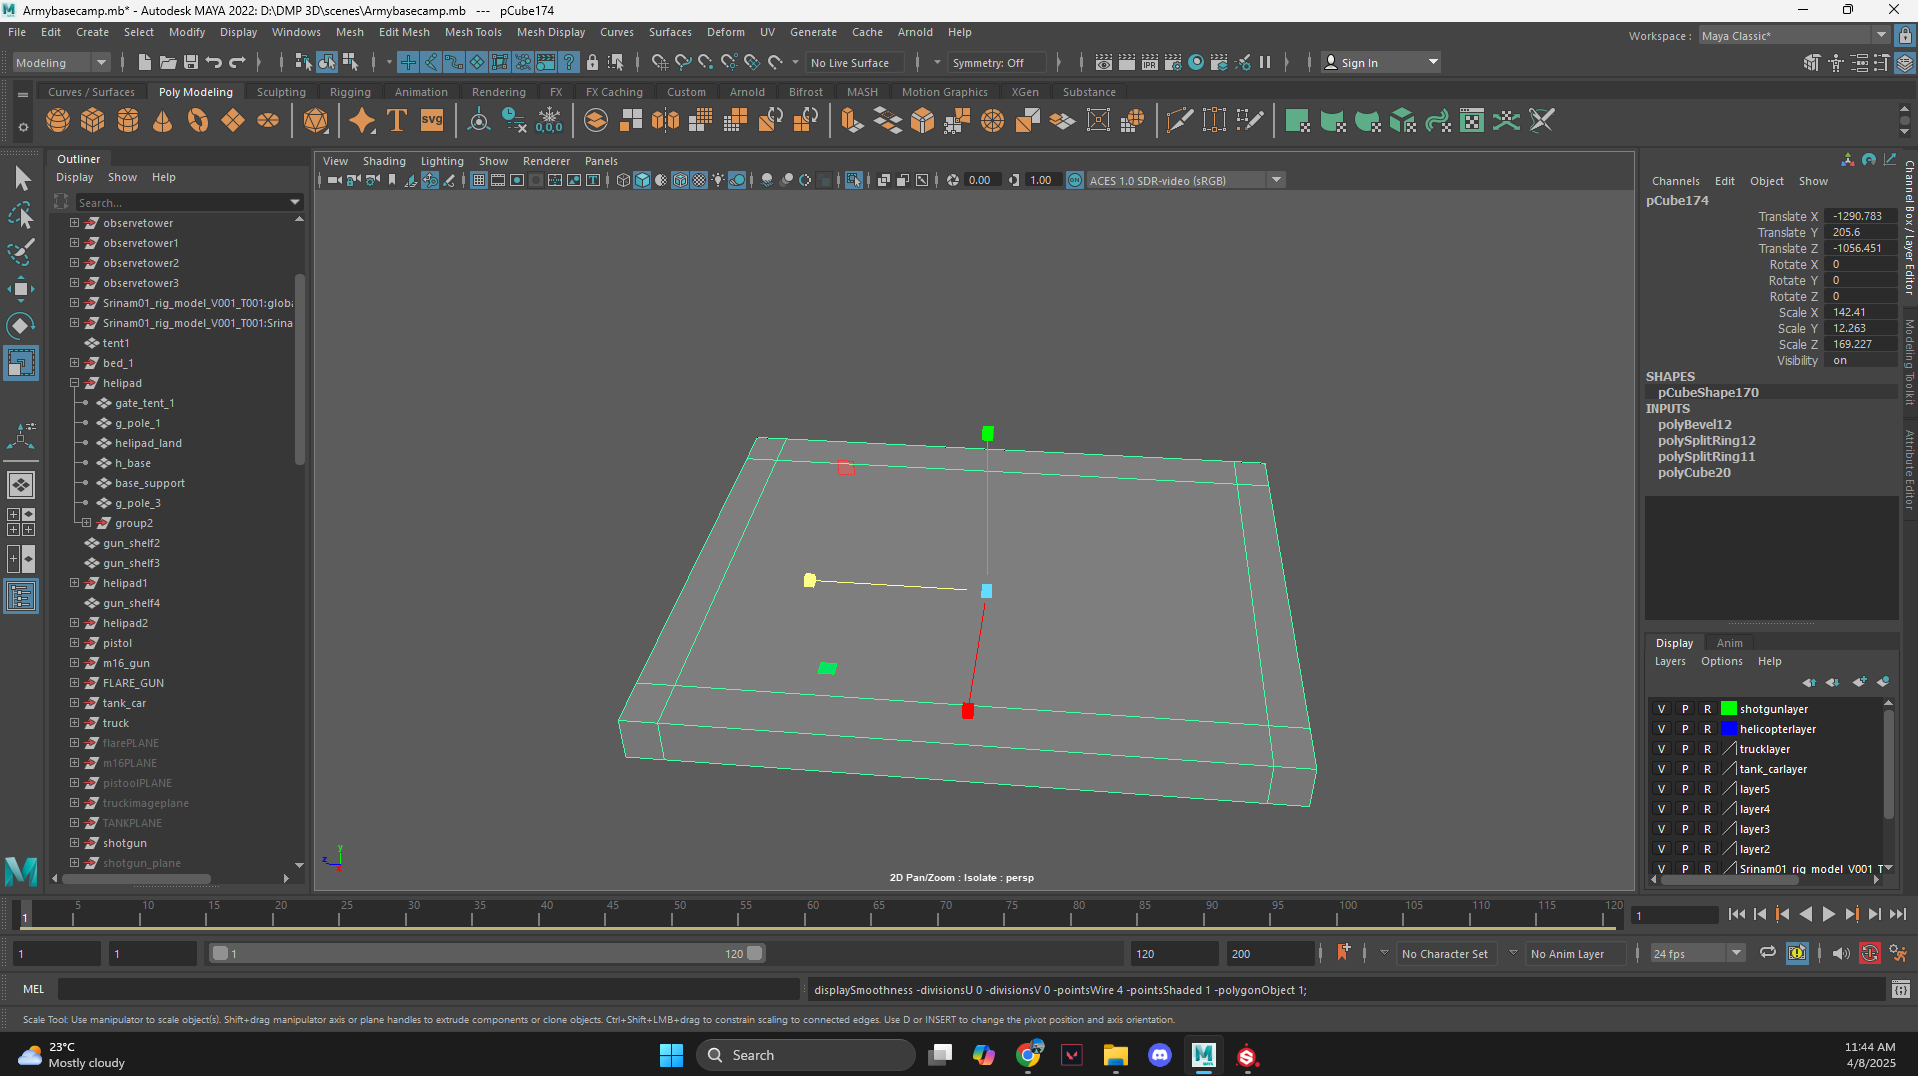 Armybasecamp.mb* - Autodesk MAYA 2022: D:\DMP 3D\scenes\Armybasecamp.mb --- pCube174
File Edit Create Select Modify Display Windows Mesh Edit Mesh Mesh Tools Mesh Display Curves Surfaces Deform UV Generate Cache Arnold Help
Workspace : Maya Classic*
Modeling
No Live Surface
Symmetry: Off
IPR
Sign In
Curves / Surfaces Poly Modeling Sculpting Rigging Animation Rendering FX FX Caching Custom Arnold Bifrost MASH Motion Graphics XGen Substance
T
svg
0,0,0
Outliner
Display Show Help
Search...
observetower
observetower1
observetower2
observetower3
Srinam01_rig_model_V001_T001:globa
Srinam01_rig_model_V001_T001:Srina
tent1
bed_1
helipad
gate_tent_1
g_pole_1
helipad_land
h_base
base_support
g_pole_3
group2
gun_shelf2
gun_shelf3
helipad1
gun_shelf4
helipad2
pistol
m16_gun
FLARE_GUN
tank_car
truck
flarePLANE
m16PLANE
pistoolPLANE
truckimageplane
TANKPLANE
shotgun
shotgun_plane
View Shading Lighting Show Renderer Panels
0.00
1.00
ON
ACES 1.0 SDR-video (sRGB)
y
z
x
2D Pan/Zoom : Isolate : persp
Channels Edit Object Show
pCube174
Translate X -1290.783
Translate Y 205.6
Translate Z -1056.451
Rotate X 0
Rotate Y 0
Rotate Z 0
Scale X 142.41
Scale Y 12.263
Scale Z 169.227
Visibility on
SHAPES
pCubeShape170
INPUTS
polyBevel12
polySplitRing12
polySplitRing11
polyCube20
Channel Box / Layer Editor
Modeling Toolkit
Attribute Editor
Display Anim
Layers Options Help
V P R shotgunlayer
V P R helicopterlayer
V P R trucklayer
V P R tank_carlayer
V P R layer5
V P R layer4
V P R layer3
V P R layer2
V P R Srinam01_rig_model_V001_T
1 5 10 15 20 25 30 35 40 45 50 55 60 65 70 75 80 85 90 95 100 105 110 115 120
1
1
1
1
120
120
200
No Character Set
No Anim Layer
24 fps
MEL
displaySmoothness -divisionsU 0 -divisionsV 0 -pointsWire 4 -pointsShaded 1 -polygonObject 1;
Scale Tool: Use manipulator to scale object(s). Shift+drag manipulator axis or plane handles to extrude components or clone objects. Ctrl+Shift+LMB+drag to constrain scaling to connected edges. Use D or INSERT to change the pivot position and axis orientation.
23°C
Mostly cloudy
Search
11:44 AM
4/8/2025